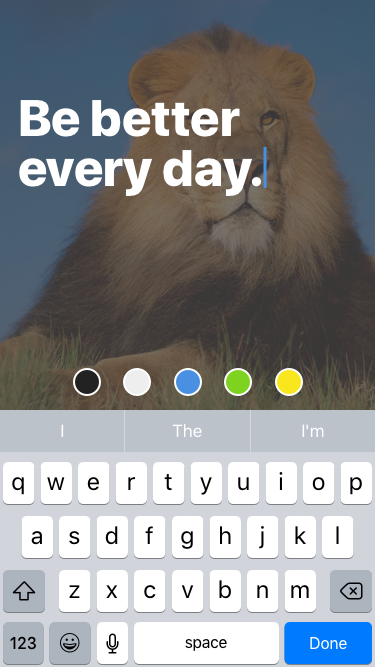 Be better
every day.
I The I'm
q w e r t y u i o p
a s d f g h j k l
z x c v b n m
123 space Done